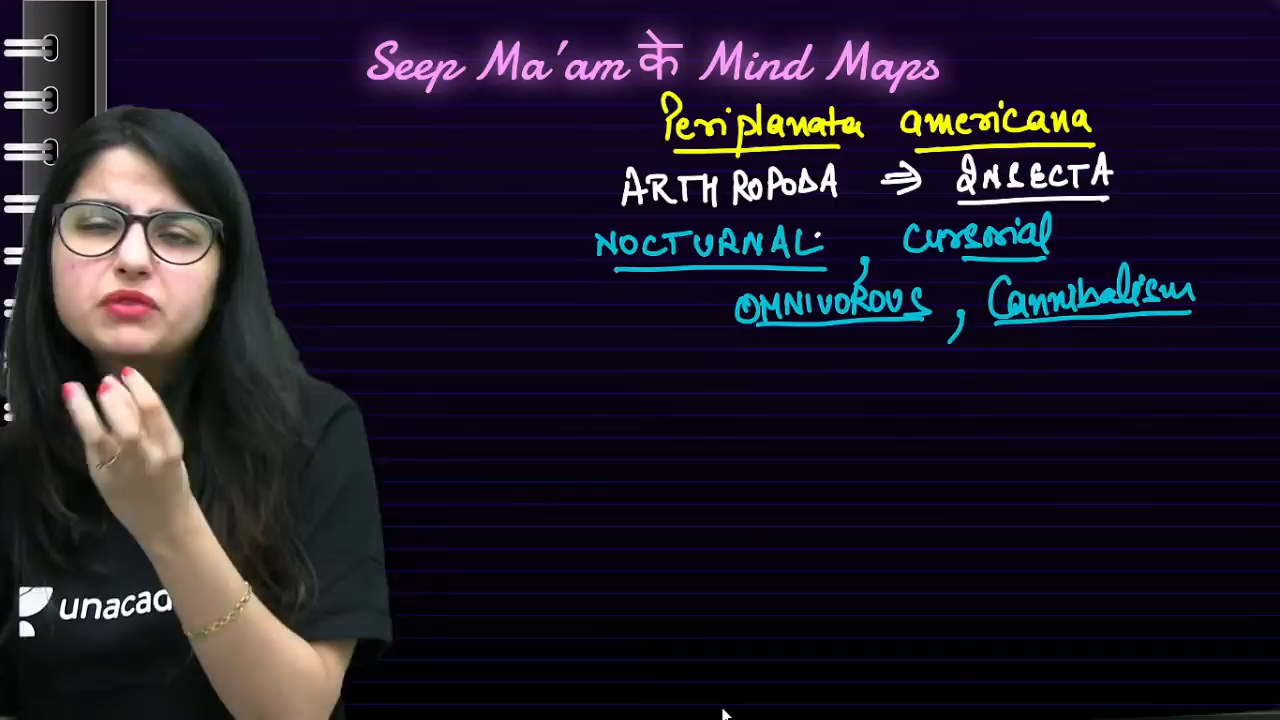 Seep Ma'am के Mind Maps
Periplanata americana
ARTHROPODA ⇒ INSECTA
NOCTURNAL, Cursorial
OMNIVOROUS, Cannibalism
unacad